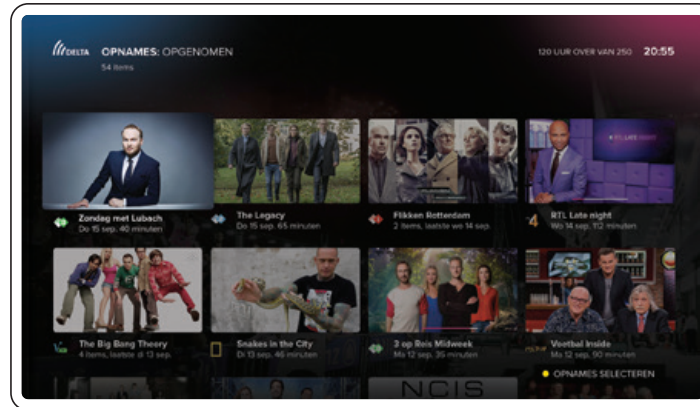 DELTA OPNAMES: OPGENOMEN
54 items
120 UUR OVER VAN 250 20:55
RTL LATE NIGHT
Zondag met Lubach
Do 15 sep. 40 minuten
The Legacy
Do 15 sep. 65 minuten
Flikken Rotterdam
2 items, laatste wo 14 sep.
4
RTL Late night
Wo 14 sep. 112 minuten
The Big Bang Theory
4 items, laatste di 13 sep.
Snakes in the City
Di 13 sep. 46 minuten
3 op Reis Midweek
Ma 12 sep. 35 minuten
Voetbal Inside
Ma 12 sep. 90 minuten
OPNAMES SELECTEREN
NCIS